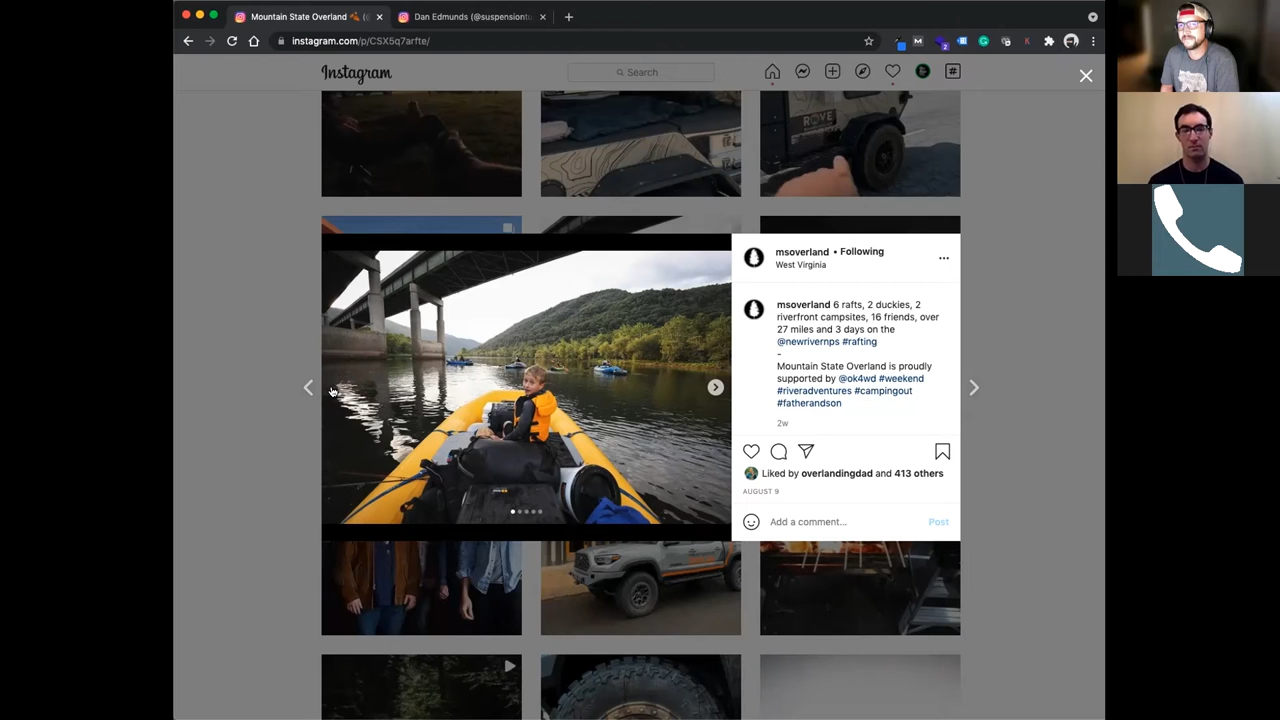 Mountain State Overland
Dan Edmunds (@suspensiontu
instagram.com/p/CSX5q7arfte/
Instagram
Search
ROVE
msoverland • Following
West Virginia
msoverland 6 rafts, 2 duckies, 2
riverfront campsites, 16 friends, over
27 miles and 3 days on the
@newrivernps #rafting
-
Mountain State Overland is proudly
supported by @ok4wd #weekend
#riveradventures #campingout
#fatherandson
2w
Liked by overlandingdad and 413 others
AUGUST 9
Add a comment...
Post